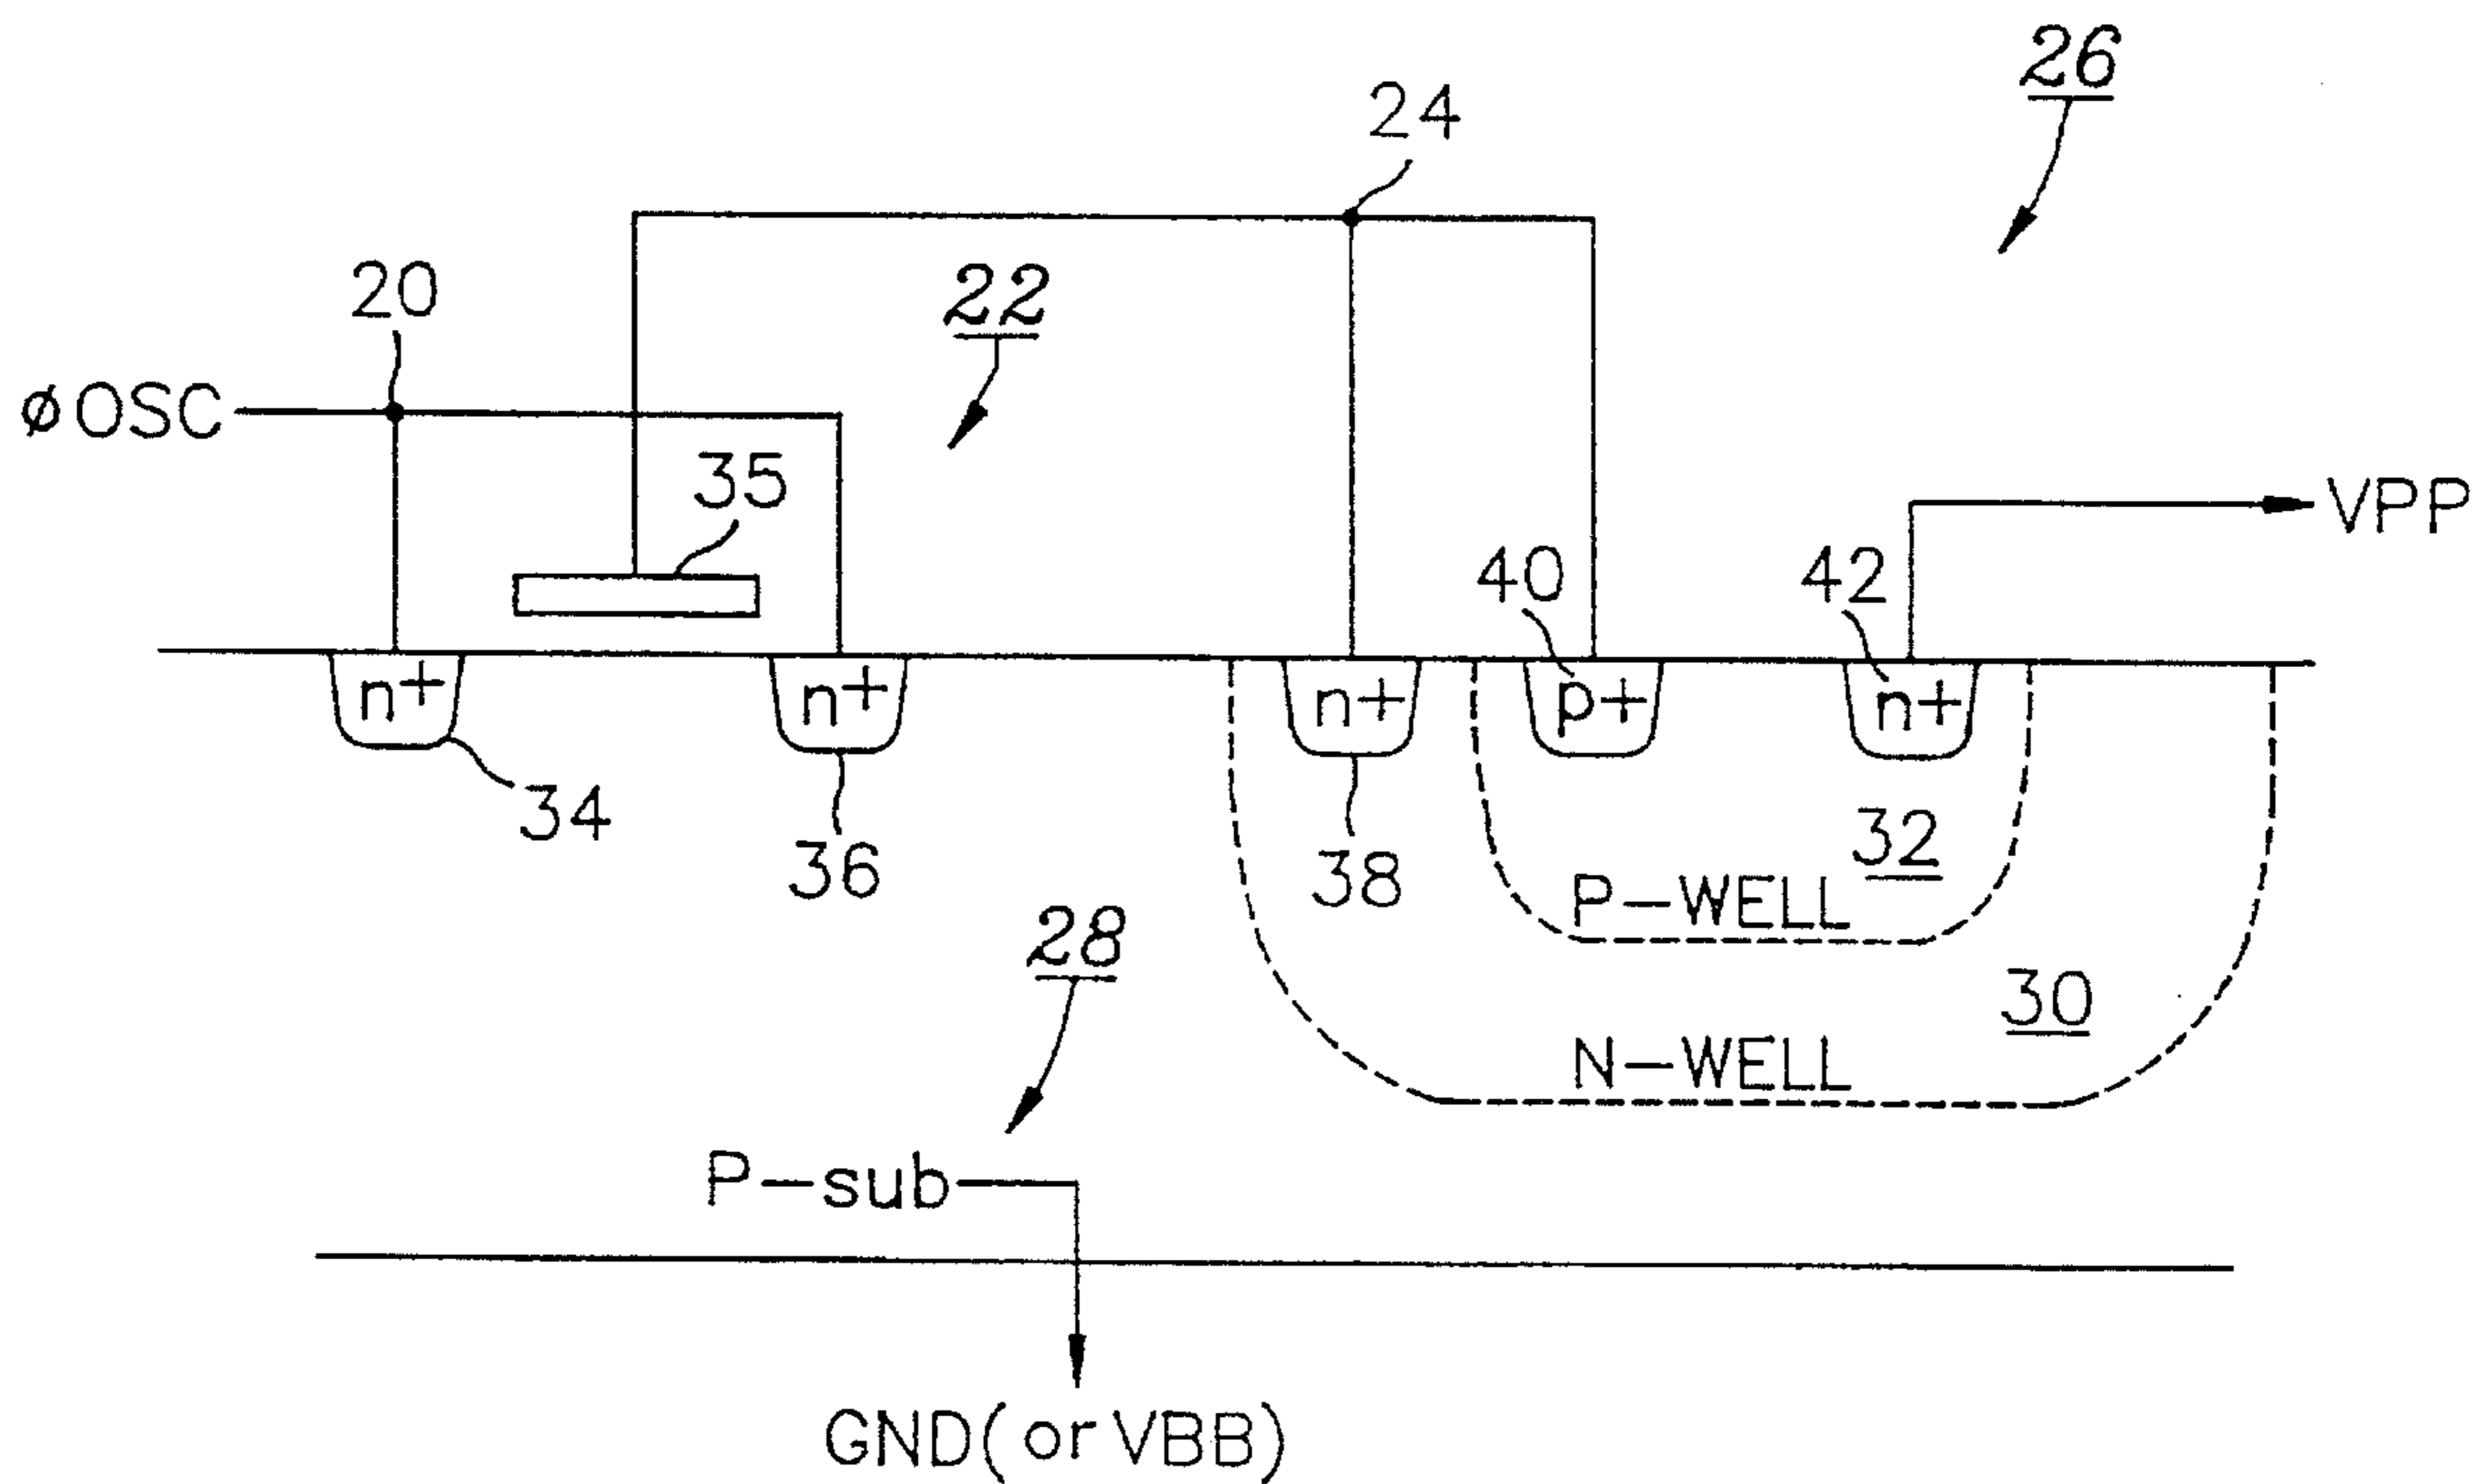 26
24
20
22
øOSC
35
VPP
40
42
n+
n+
n+
p+
n+
34
36
38
32
P-WELL
28
30
N-WELL
P-sub
GND(or VBB)